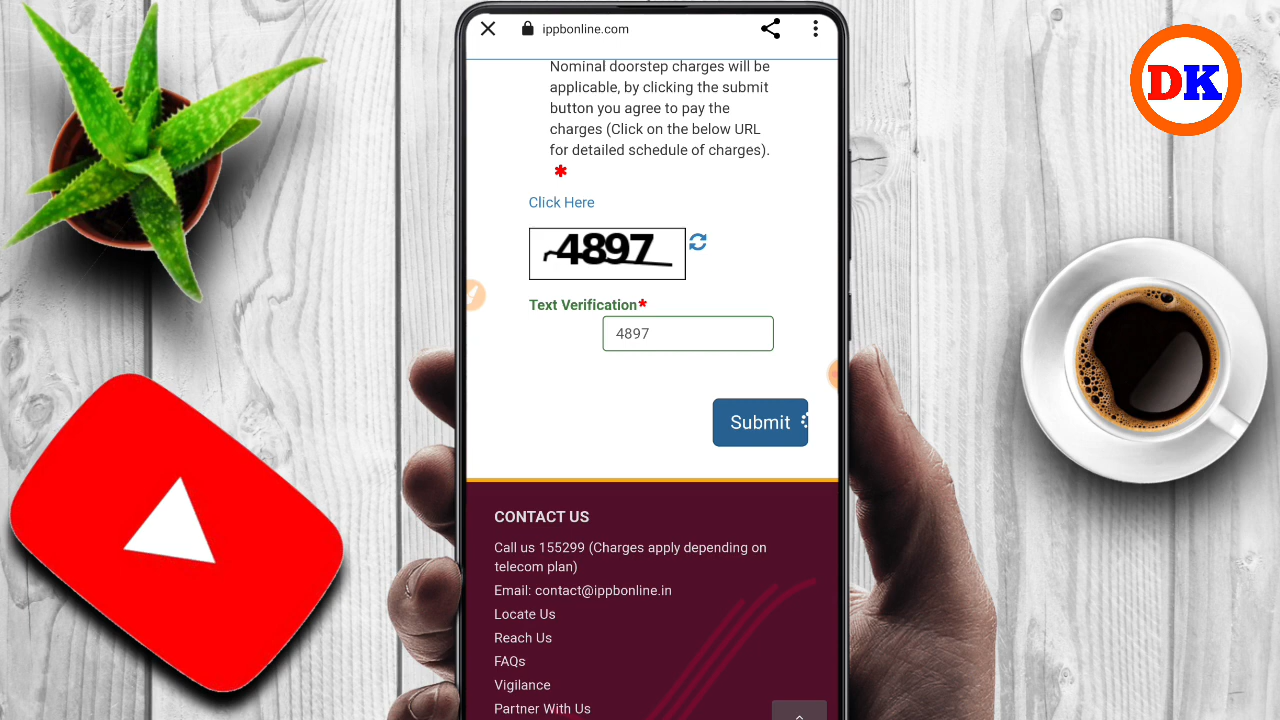 ippbonline.com
DK
Nominal doorstep charges will be
applicable, by clicking the submit
button you agree to pay the
charges (Click on the below URL
for detailed schedule of charges).
*
Click Here
4897
Text Verification*
4897
Submit
CONTACT US
Call us 155299 (Charges apply depending on
telecom plan)
Email: contact@ippbonline.in
Locate Us
Reach Us
FAQs
Vigilance
Partner With Us